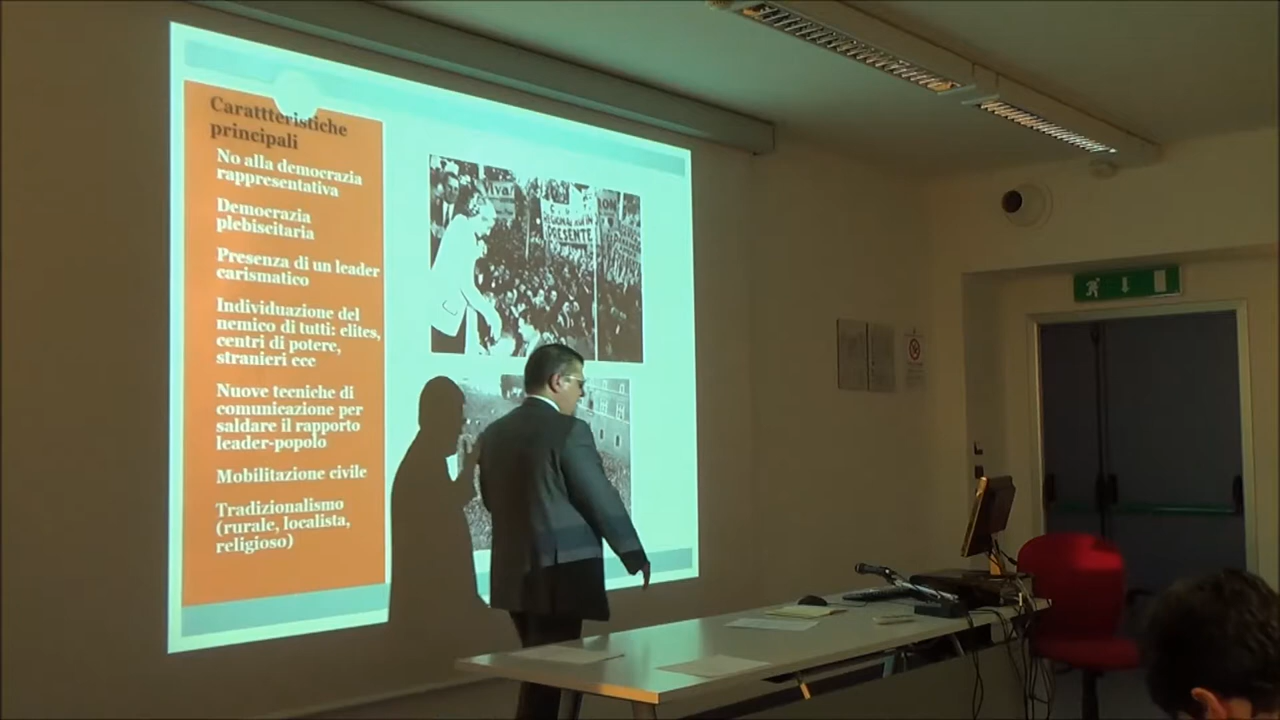 Carattteristiche
principali
No alla democrazia
rappresentativa
Democrazia
plebiscitaria
Presenza di un leader
carismatico
Individuazione del
nemico di tutti: elites,
centri di potere,
stranieri ecc
Nuove tecniche di
comunicazione per
saldare il rapporto
leader-popolo
Mobilitazione civile
Tradizionalismo
(rurale, localista,
religioso)
viva!
PRESENTE